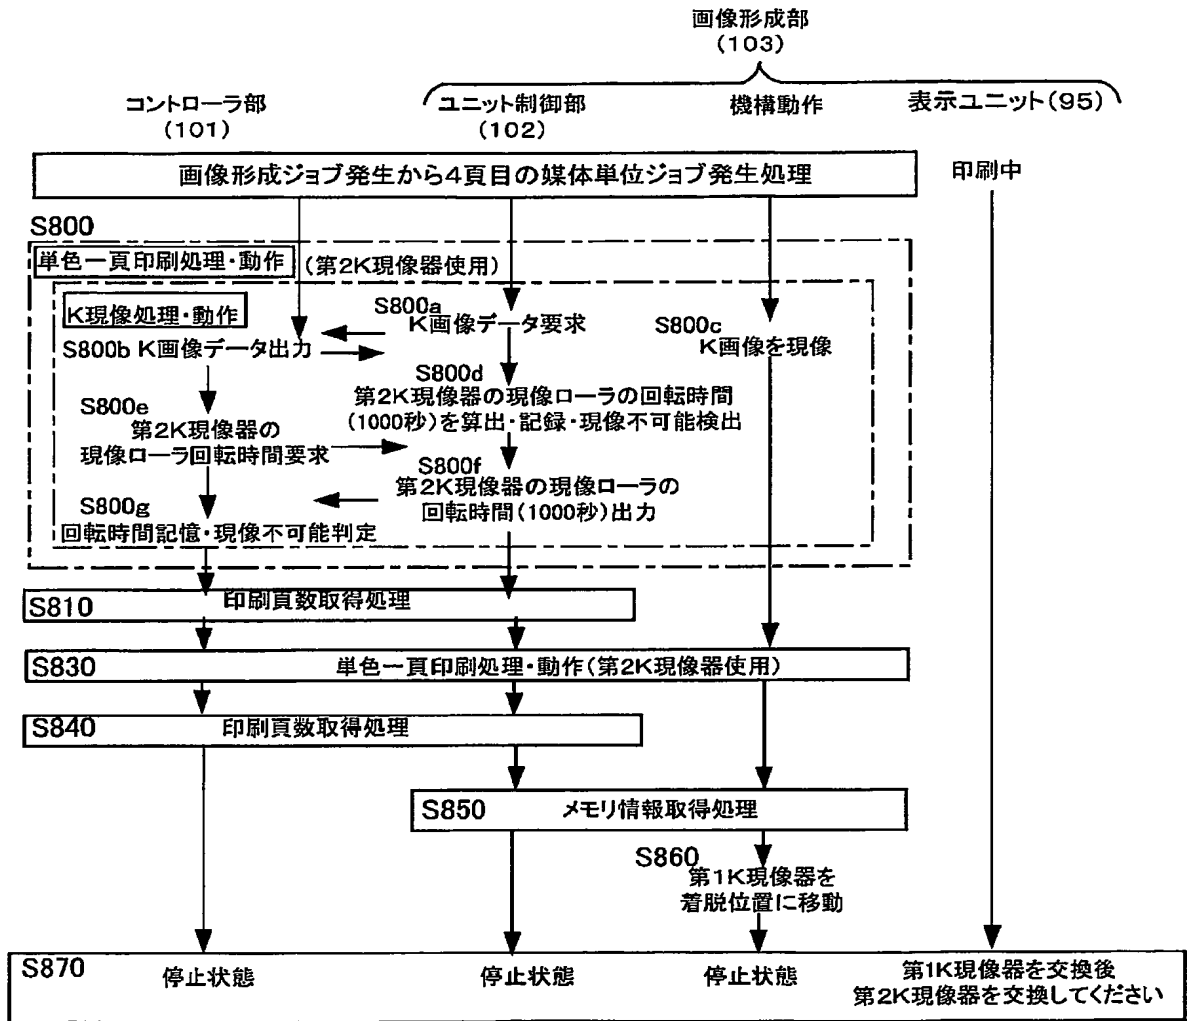 画像形成部
(103)
コントローラ部
(101)
ユニット制御部
(102)
機構動作
表示ユニット(95)
画像形成ジョブ発生から4頁目の媒体単位ジョブ発生処理
印刷中
S800
単色一頁印刷処理・動作
(第2K現像器使用)
K現像処理・動作
S800a
K画像データ要求
S800b K画像データ出力
S800c
K画像を現像
S800d
第2K現像器の現像ローラの回転時間
(1000秒)を算出・記録・現像不可能検出
S800e
第2K現像器の
現像ローラ回転時間要求
S800f
第2K現像器の現像ローラの
回転時間(1000秒)出力
S800g
回転時間記憶・現像不可能判定
S810 印刷頁数取得処理
S830 単色一頁印刷処理・動作(第2K現像器使用)
S840 印刷頁数取得処理
S850 メモリ情報取得処理
S860
第1K現像器を
着脱位置に移動
S870
停止状態
停止状態
停止状態
第1K現像器を交換後
第2K現像器を交換してください